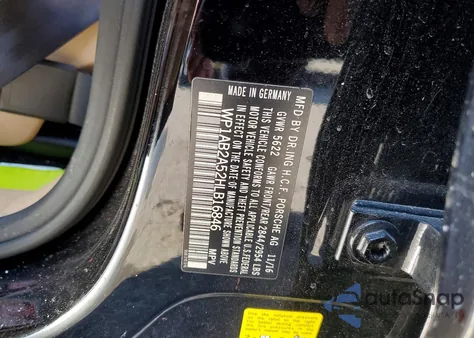 MFD BY DR.ING H.C.F. PORSCHE AG 11/16
GVWR 5622 GAWR FRONT/REAR 2844/2954 LBS
THIS VEHICLE CONFORMS TO ALL APPLICABLE U.S. FEDERAL
MOTOR VEHICLE SAFETY AND BUMPER STANDARDS
IN EFFECT ON THE DATE OF MANUFACTURE SHOWN ABOVE
WP1AB2A52HLB16846 MPV
MADE IN GERMANY
autoSnap